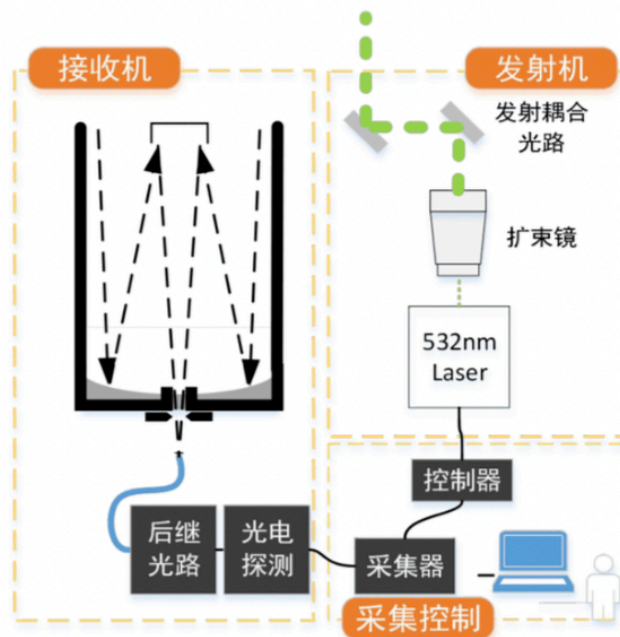 接收机
发射机
发射耦合
光路
扩束镜
532nm
Laser
控制器
后继
光路
光电
探测
采集器
采集控制